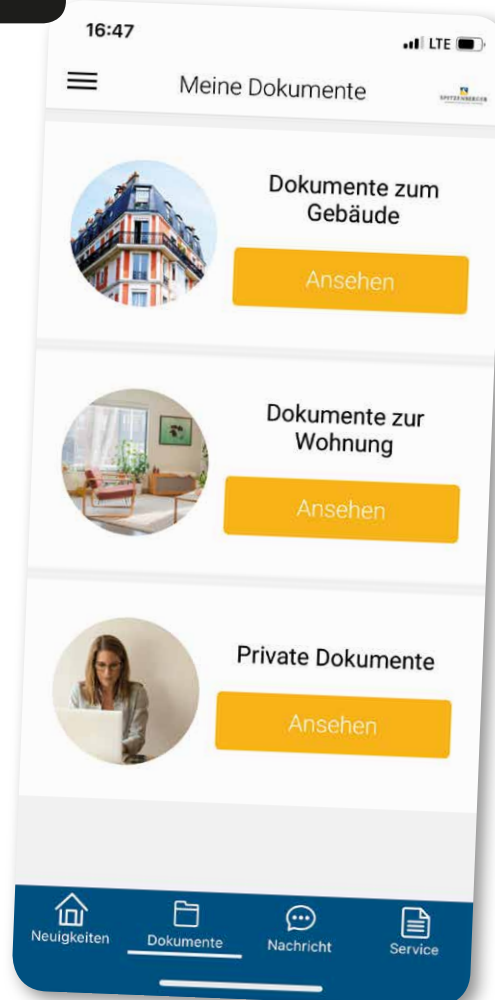 16:47
LTE
Meine Dokumente
SPITZENBERGER
Dokumente zum
Gebäude
Ansehen
Dokumente zur
Wohnung
Ansehen
Private Dokumente
Ansehen
Neuigkeiten
Dokumente
Nachricht
Service